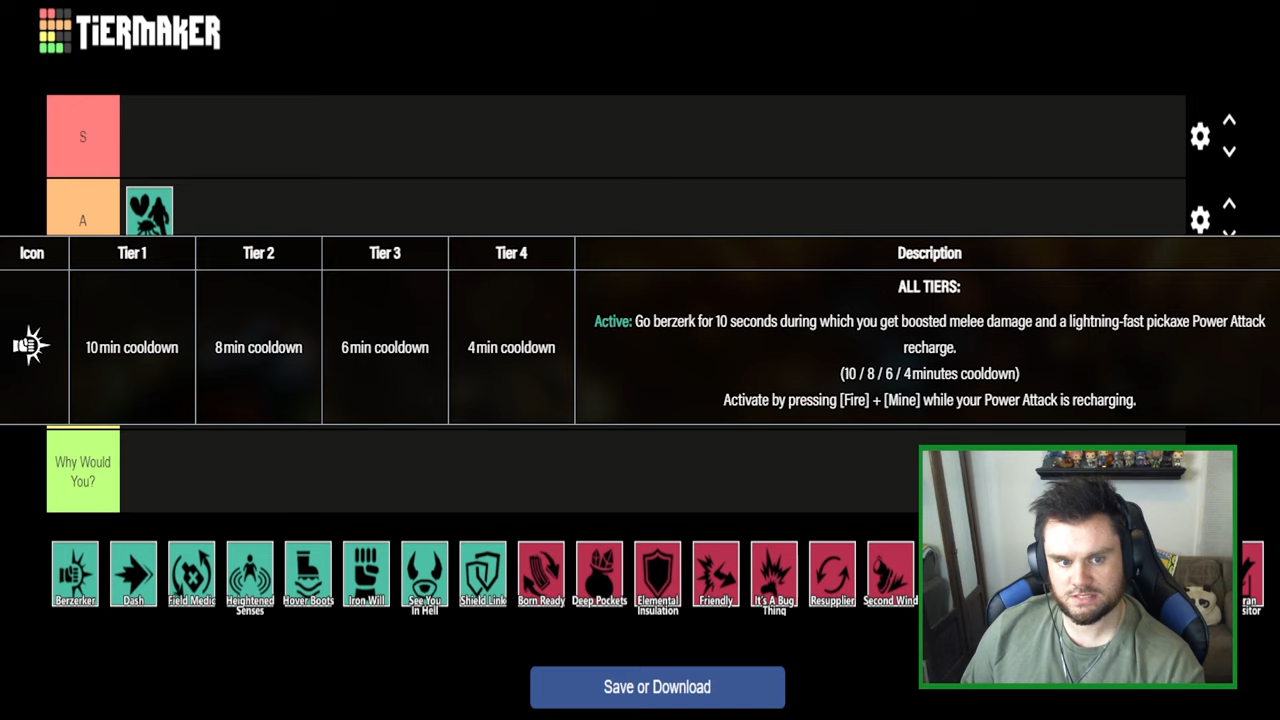 TiERMAKER
S
A
Icon
Tier 1
Tier 2
Tier 3
Tier 4
Description
10 min cooldown
8 min cooldown
6 min cooldown
4 min cooldown
ALL TIERS:
Active: Go berzerk for 10 seconds during which you get boosted melee damage and a lightning-fast pickaxe Power Attack
recharge.
(10 / 8 / 6 / 4 minutes cooldown)
Activate by pressing [Fire] + [Mine] while your Power Attack is recharging.
Why Would
You?
Berzerker
Dash
Field Medic
Heightened
Senses
Hover Boots
Iron Will
See You
In Hell
Shield Link
Born Ready
Deep Pockets
Elemental
Insulation
Friendly
It's A Bug
Thing
Resupplier
Second Wind
Save or Download